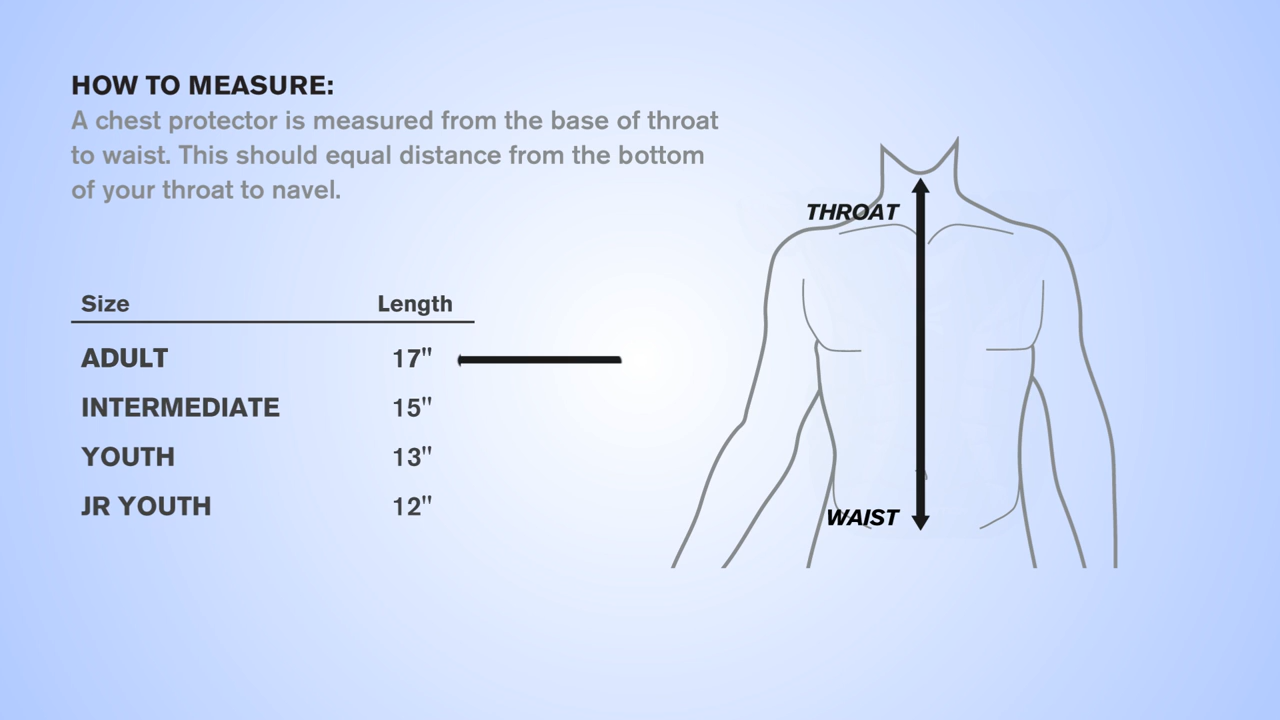 HOW TO MEASURE:
A chest protector is measured from the base of throat
to waist. This should equal distance from the bottom
of your throat to navel.
Size Length
ADULT 17"
INTERMEDIATE 15"
YOUTH 13"
JR YOUTH 12"
THROAT
WAIST